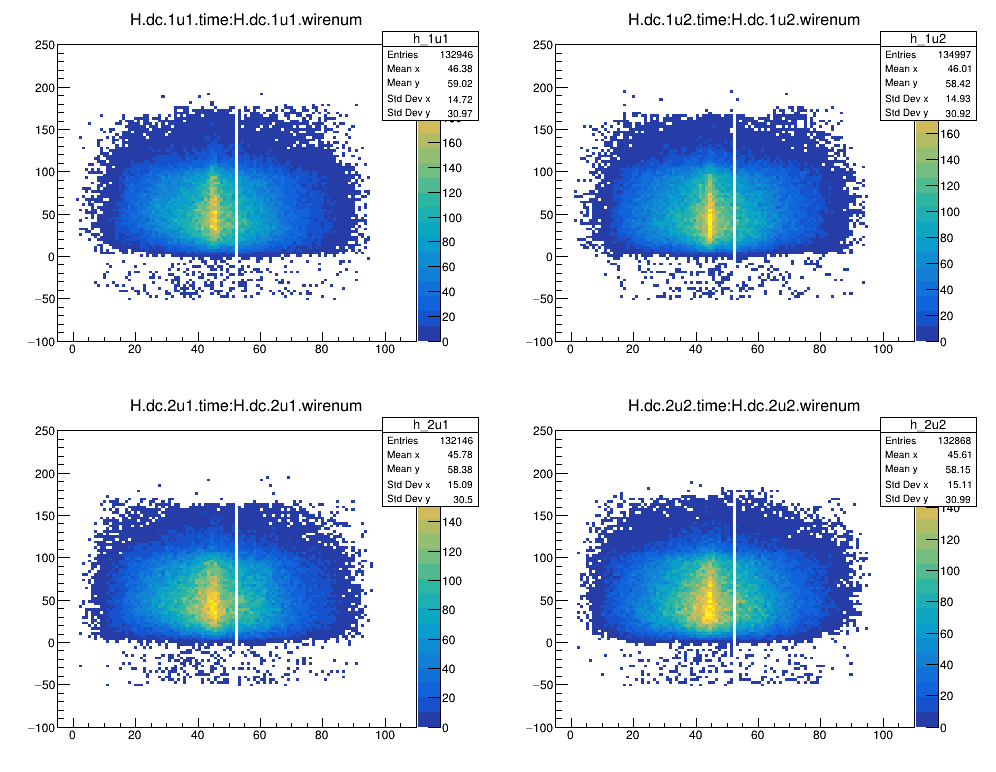 H.dc.1u1.time:H.dc.1u1.wirenum
h_1u1
Entries 132946
Mean x 46.38
Mean y 59.02
Std Dev x 14.72
Std Dev y 30.97
250
200
150
100
50
0
−50
−100
0 20 40 60 80 100
160
140
120
100
80
60
40
20
0
H.dc.1u2.time:H.dc.1u2.wirenum
h_1u2
Entries 134997
Mean x 46.01
Mean y 58.42
Std Dev x 14.93
Std Dev y 30.92
250
200
150
100
50
0
−50
−100
0 20 40 60 80 100
160
140
120
100
80
60
40
20
0
H.dc.2u1.time:H.dc.2u1.wirenum
h_2u1
Entries 132146
Mean x 45.78
Mean y 58.38
Std Dev x 15.09
Std Dev y 30.5
250
200
150
100
50
0
−50
−100
0 20 40 60 80 100
140
120
100
80
60
40
20
0
H.dc.2u2.time:H.dc.2u2.wirenum
h_2u2
Entries 132868
Mean x 45.61
Mean y 58.15
Std Dev x 15.11
Std Dev y 30.99
250
200
150
100
50
0
−50
−100
0 20 40 60 80 100
140
120
100
80
60
40
20
0